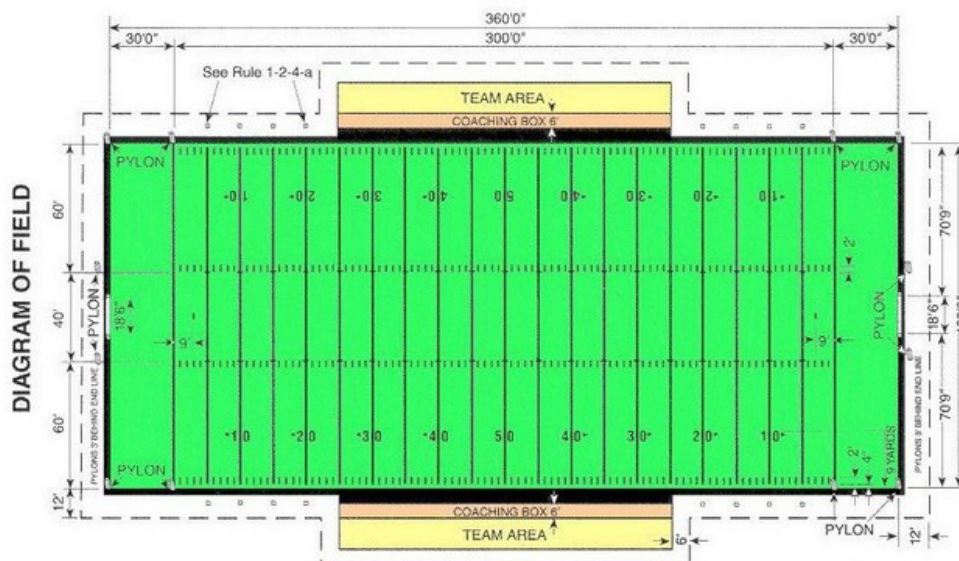 360'0"
30'0"
300'0"
30'0"
See Rule 1-2-4-a
TEAM AREA
COACHING BOX 6'
PYLON
PYLON
PYLON
DIAGRAM OF FIELD
60'
10
20
30
40
50
40
30
20
10
70'9"
2'
40'
PYLON
18'6"
9'
9'
PYLON
18'6"
60'
PYLONS 3' BEHIND END LINE
10
20
30
40
50
40
30
20
10
70'9"
PYLONS 3' BEHIND END LINE
9 YARDS
2'
4"
PYLON
12'
COACHING BOX 6'
TEAM AREA
6'
PYLON
12'